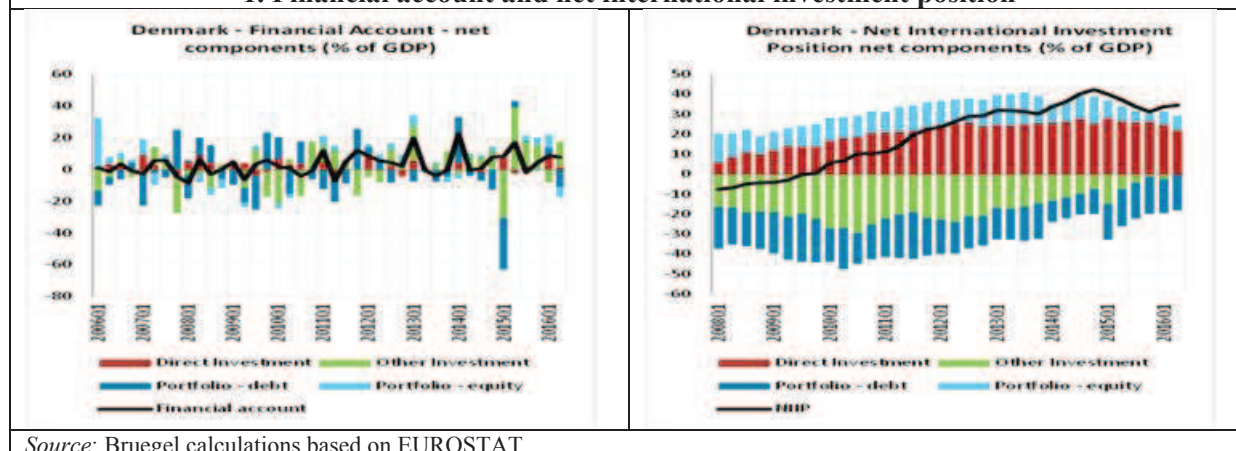 1. Financial account and net international investment position
Denmark - Financial Account - net
components (% of GDP)
60
40
20
0
-20
-40
-60
-80
2006Q1
2007Q1
2008Q1
2009Q1
2010Q1
2011Q1
2012Q1
2013Q1
2014Q1
2015Q1
2016Q1
Direct Investment
Other Investment
Portfolio - debt
Portfolio - equity
Financial account
Denmark - Net International Investment
Position net components (% of GDP)
50
40
30
20
10
0
-10
-20
-30
-40
-50
-60
2008Q1
2009Q1
2010Q1
2011Q1
2012Q1
2013Q1
2014Q1
2015Q1
2016Q1
Direct Investment
Other Investment
Portfolio - debt
Portfolio - equity
NIIP
Source: Bruegel calculations based on EUROSTAT